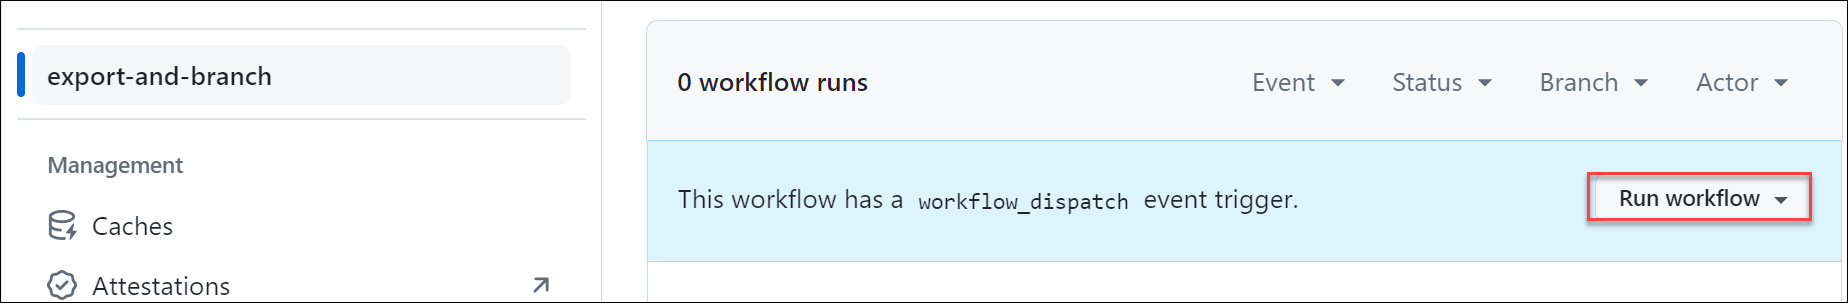 export-and-branch
Management
Caches
Attestations
0 workflow runs
Event Status Branch Actor
This workflow has a workflow_dispatch event trigger.
Run workflow